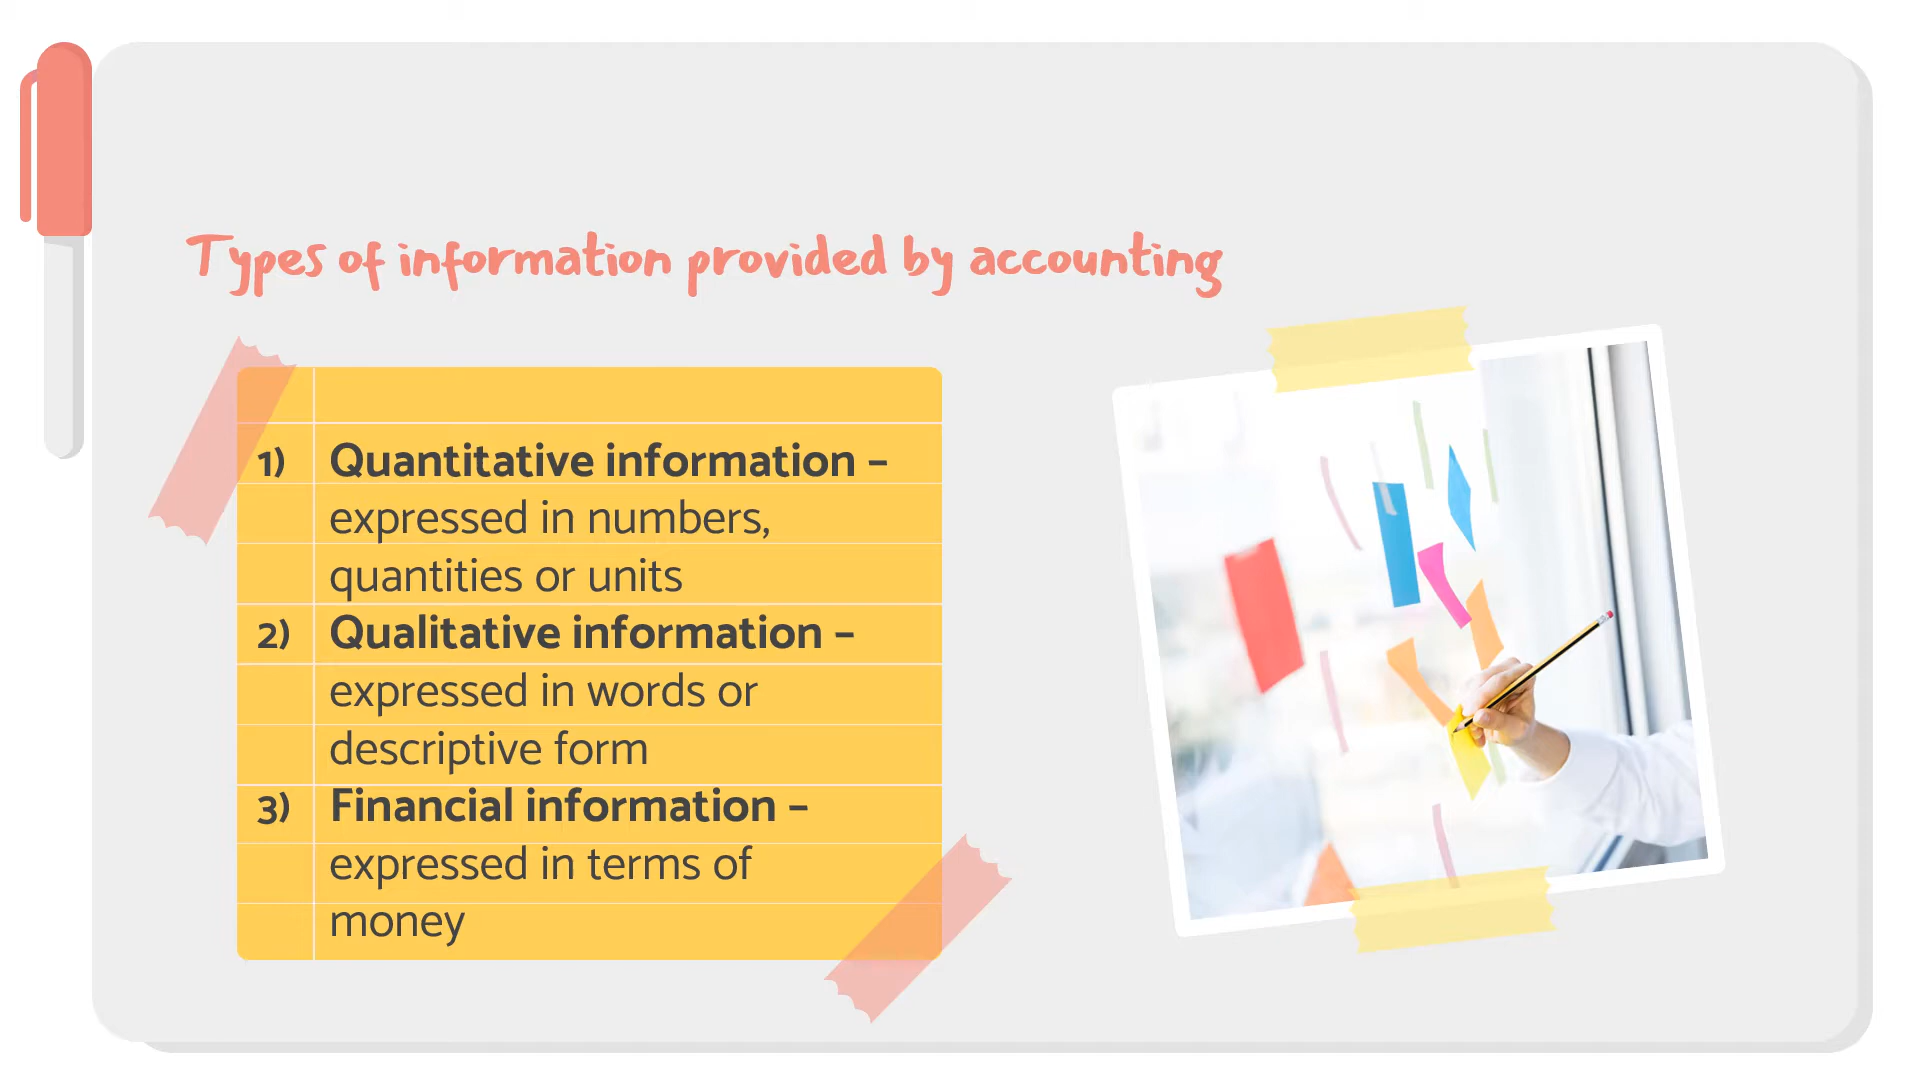 Types of information provided by accounting
1) Quantitative information –
expressed in numbers,
quantities or units
2) Qualitative information –
expressed in words or
descriptive form
3) Financial information –
expressed in terms of
money